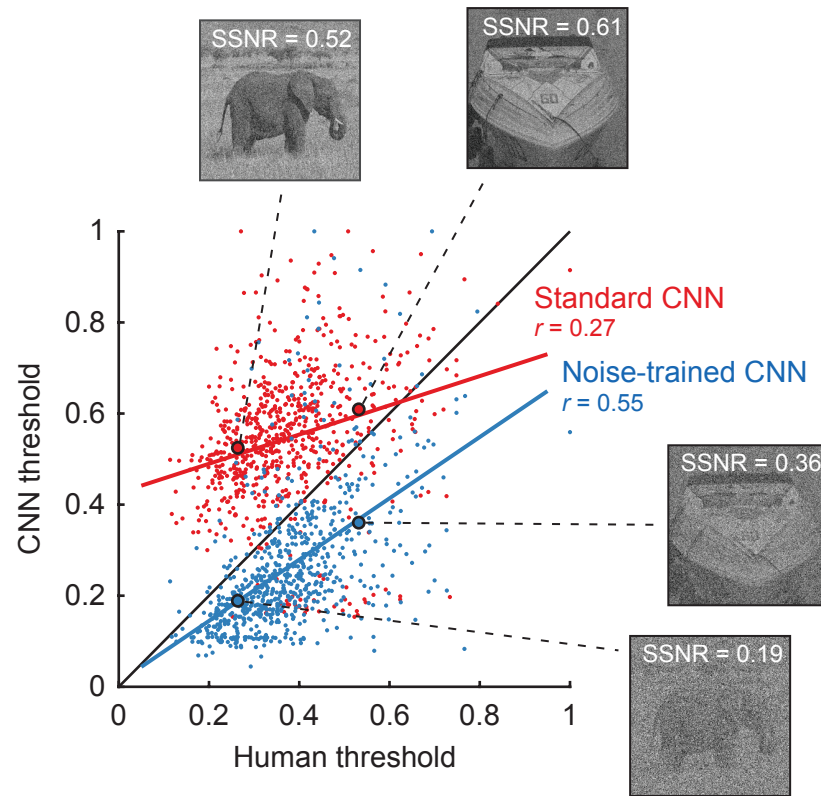 SSNR = 0.52
SSNR = 0.61
GO
1
0.8
0.6
0.4
0.2
0
CNN threshold
0
0.2
0.4
0.6
0.8
1
Human threshold
Standard CNN
r = 0.27
Noise-trained CNN
r = 0.55
SSNR = 0.36
SSNR = 0.19